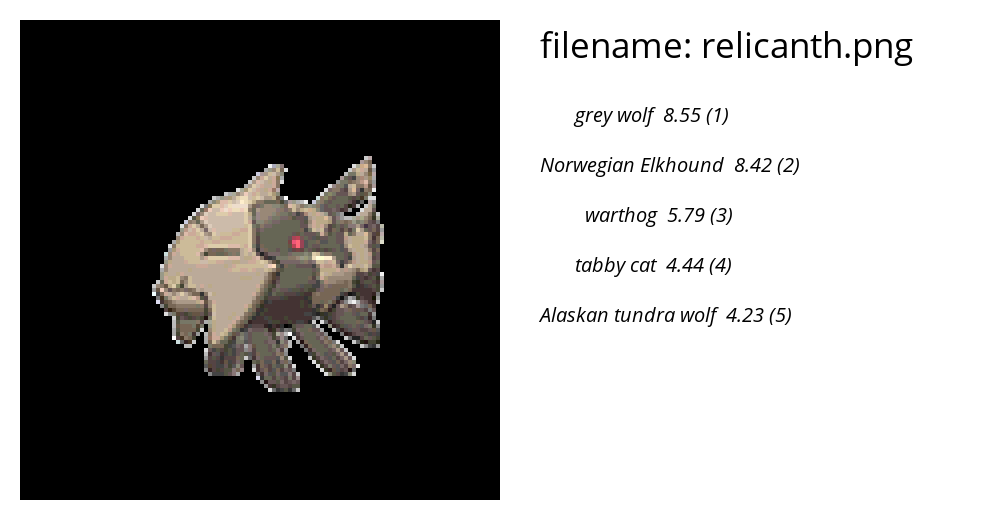 filename: relicanth.png
grey wolf 8.55 (1)
Norwegian Elkhound 8.42 (2)
warthog 5.79 (3)
tabby cat 4.44 (4)
Alaskan tundra wolf 4.23 (5)